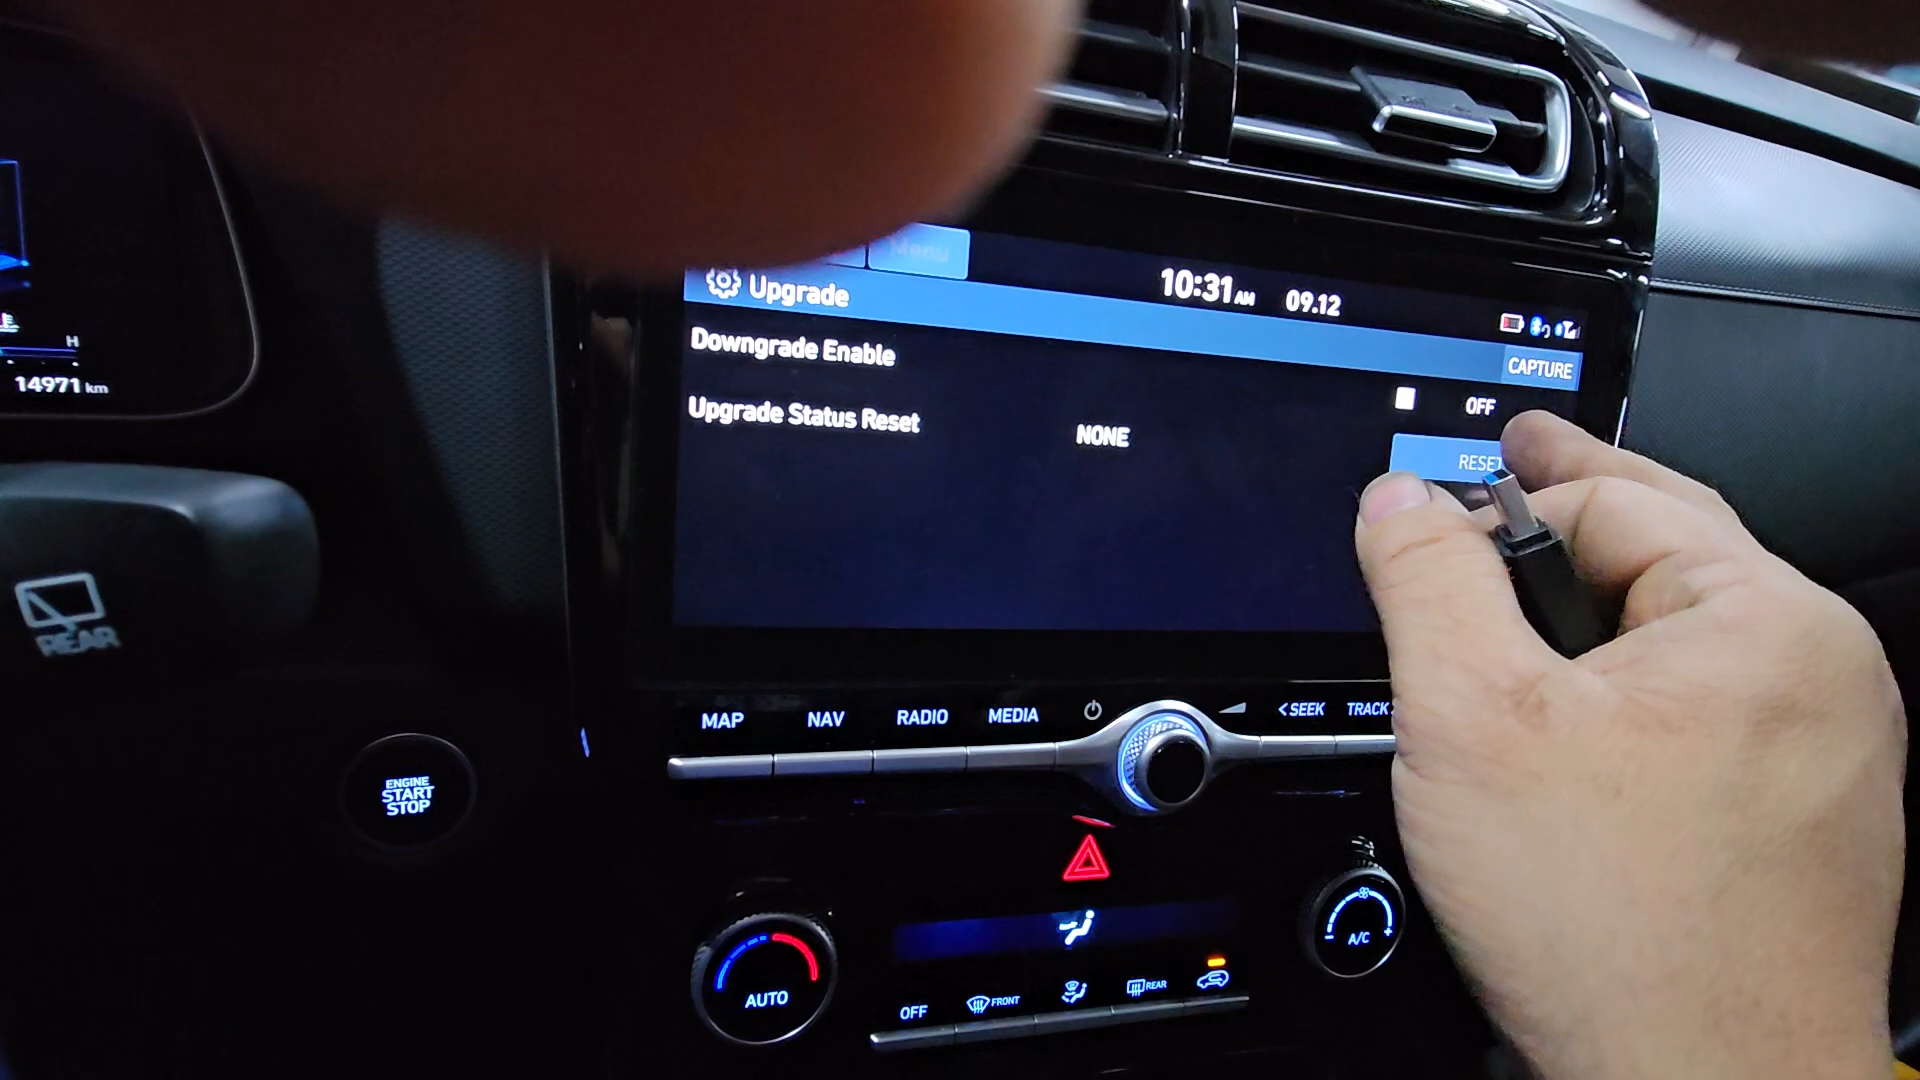 Menu
10:31 AM 09.12
Upgrade
CAPTURE
Downgrade Enable
OFF
Upgrade Status Reset
NONE
RESET
H
14971 km
REAR
MAP
NAV
RADIO
MEDIA
<SEEK
TRACK
ENGINE
START
STOP
AUTO
A/C
OFF
FRONT
REAR